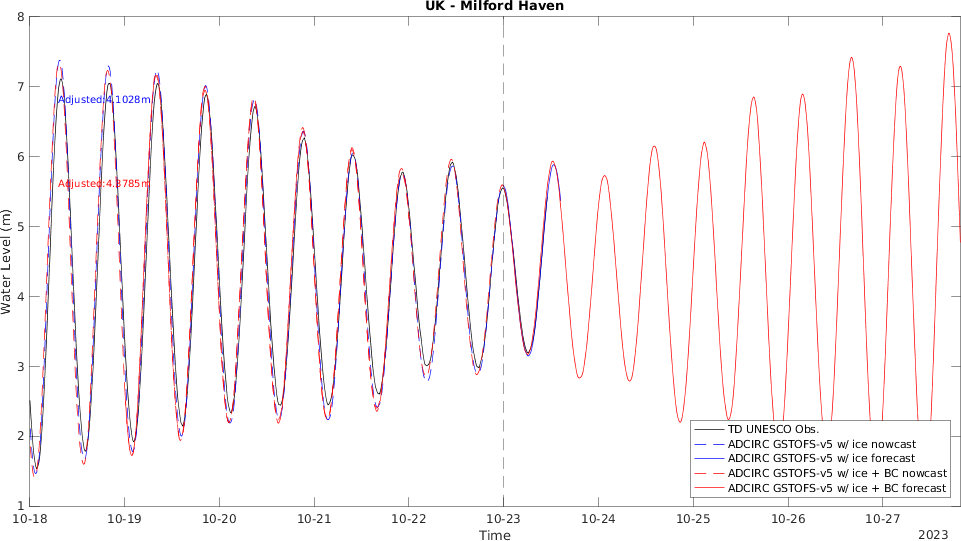 UK - Milford Haven
8
7
6
5
4
3
2
1
Water Level (m)
Adjusted:4.1028m
Adjusted:4.3785m
10-18
10-19
10-20
10-21
10-22
10-23
10-24
10-25
10-26
10-27
Time
2023
TD UNESCO Obs.
ADCIRC GSTOFS-v5 w/ ice nowcast
ADCIRC GSTOFS-v5 w/ ice forecast
ADCIRC GSTOFS-v5 w/ ice + BC nowcast
ADCIRC GSTOFS-v5 w/ ice + BC forecast